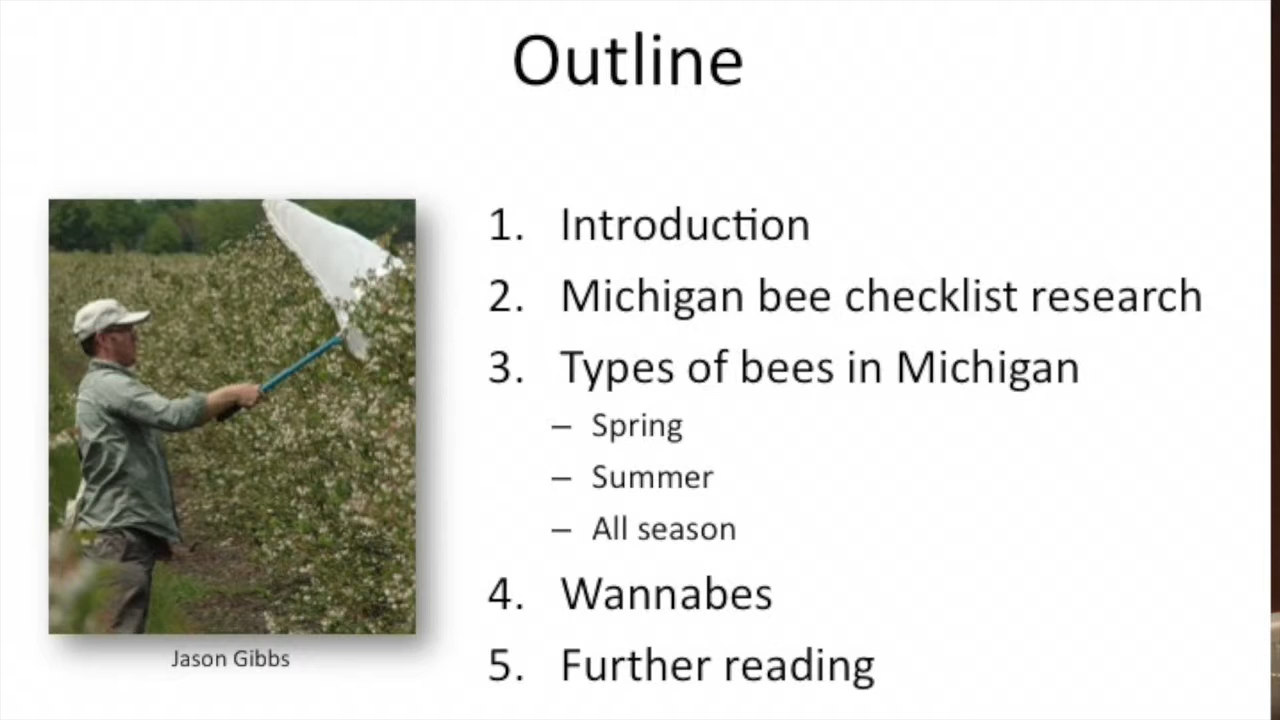 Outline
1. Introduction
2. Michigan bee checklist research
3. Types of bees in Michigan
– Spring
– Summer
– All season
4. Wannabes
5. Further reading
Jason Gibbs